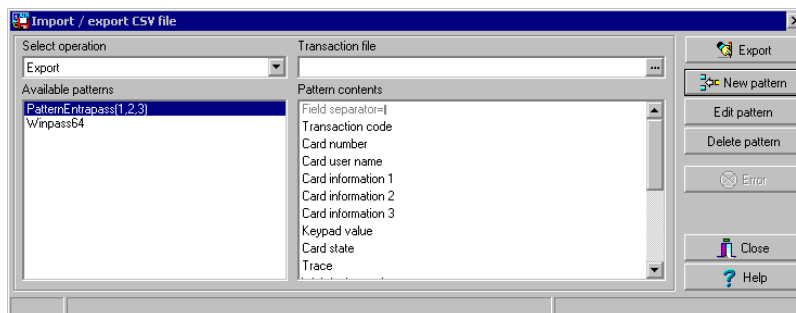 Import / export CSV file
Select operation
Export
Transaction file
...
Available patterns
PatternEntrapass(1,2,3)
Winpass64
Pattern contents
Field separator=|
Transaction code
Card number
Card user name
Card information 1
Card information 2
Card information 3
Keypad value
Card state
Trace
Export
New pattern
Edit pattern
Delete pattern
Error
Close
Help